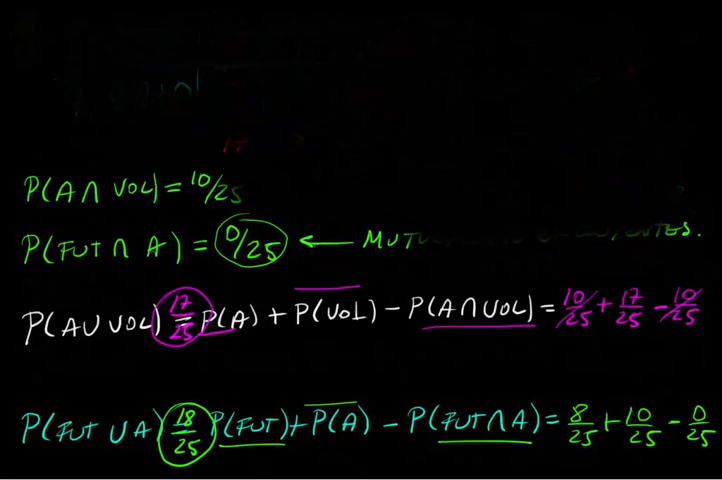 17
P(A∩VOL)=10/25
P(FUT∩A)=0/25 ←
P(A∪VOL) 17/25 = P(A)+P(VOL)-P(A∩VOL)=10/25+17/25-10/25
P(FUT∪A) 18/25 P(FUT)+P(A)-P(FUT∩A)=8/25+10/25-0/25